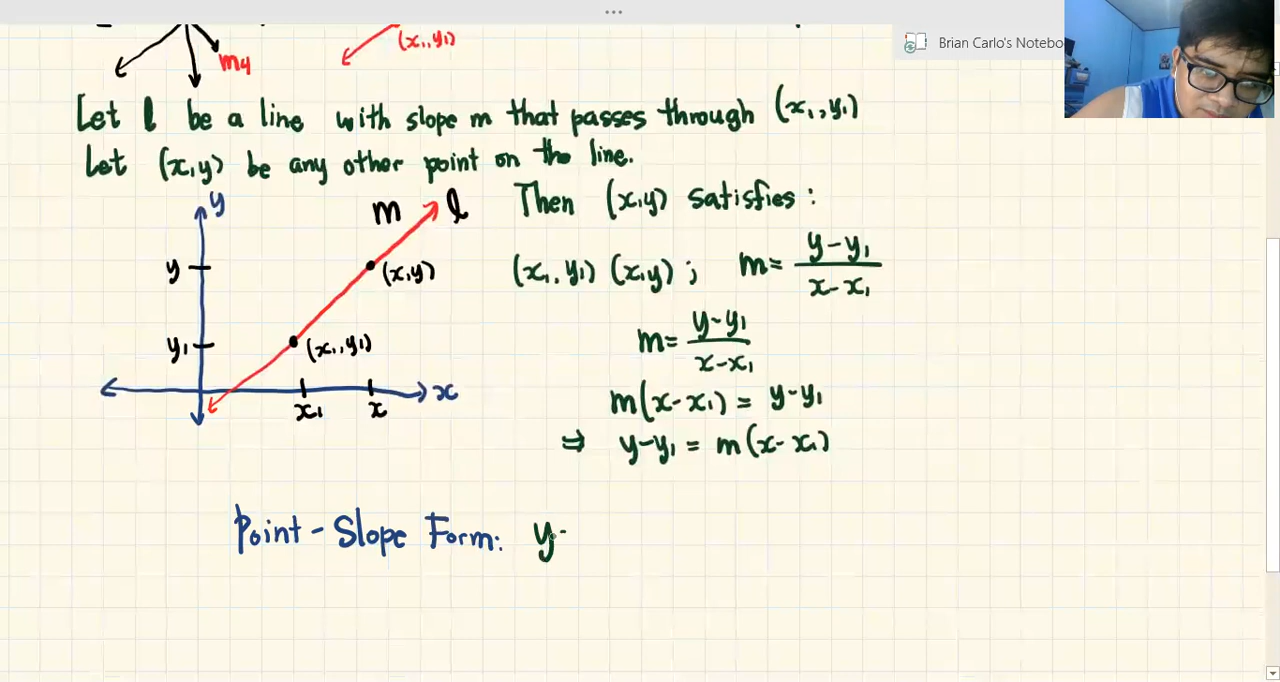 (x₁,y₁)
m4
Brian Carlo's Notebo
Let l be a line with slope m that passes through (x₁,y₁)
Let (x,y) be any other point on the line.
y
m l
(x,y)
y
(x₁,y₁)
y₁
x
x₁ x
Then (x,y) satisfies:
(x₁,y₁) (x,y) ; m= y-y₁
x-x₁
m= y-y₁
x-x₁
m(x-x₁) = y-y₁
⇒ y-y₁ = m(x-x₁)
Point-Slope Form: y-